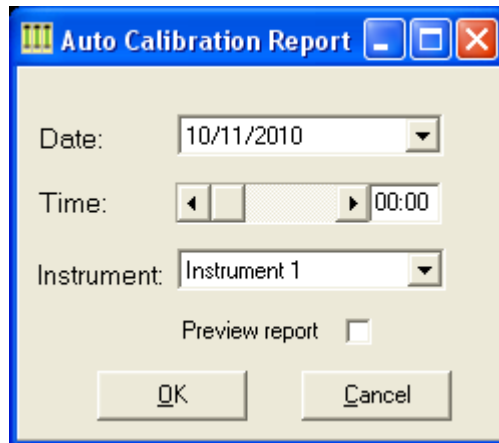 Auto Calibration Report
Date: 10/11/2010
Time: 00:00
Instrument: Instrument 1
Preview report
OK Cancel